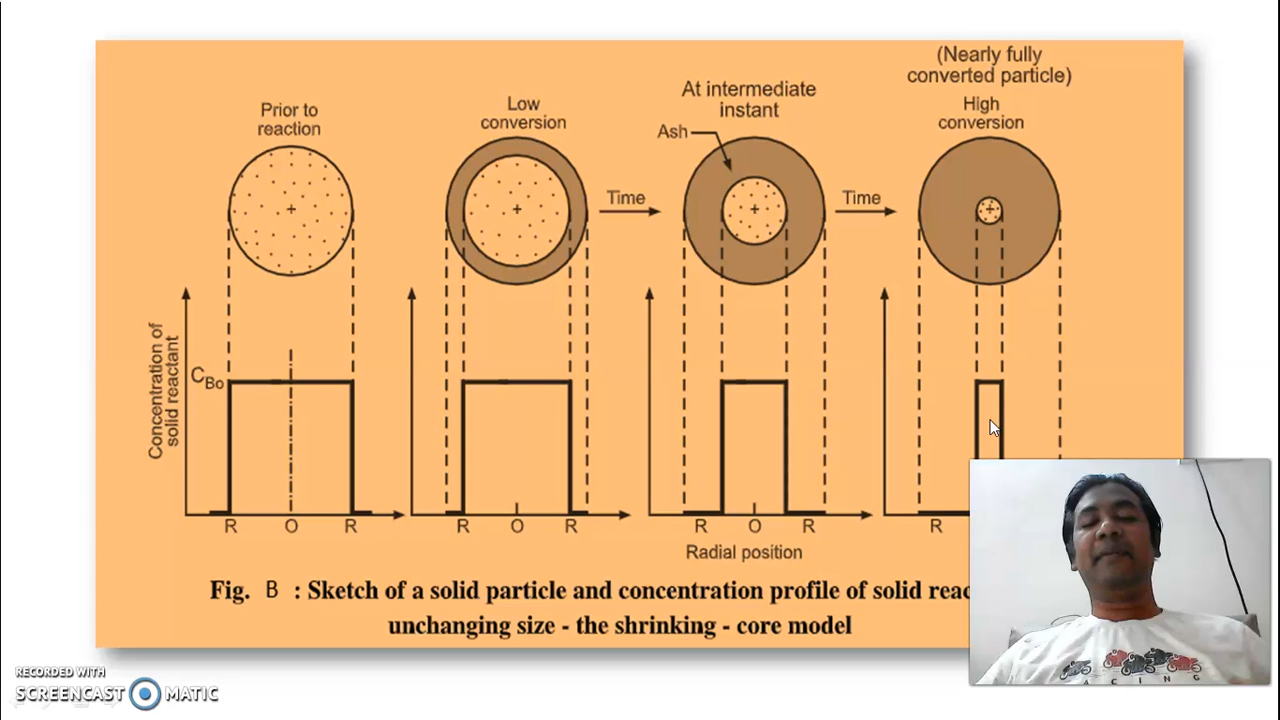 (Nearly fully
converted particle)
Prior to
reaction
Low
conversion
At intermediate
instant
High
conversion
Ash
Time
Time
Concentration of
solid reactant
C_Bo
R O R
R O R
R O R
R
Radial position
Fig. B : Sketch of a solid particle and concentration profile of solid reac
unchanging size - the shrinking - core model
RECORDED WITH
SCREENCAST MATIC
A C I N G